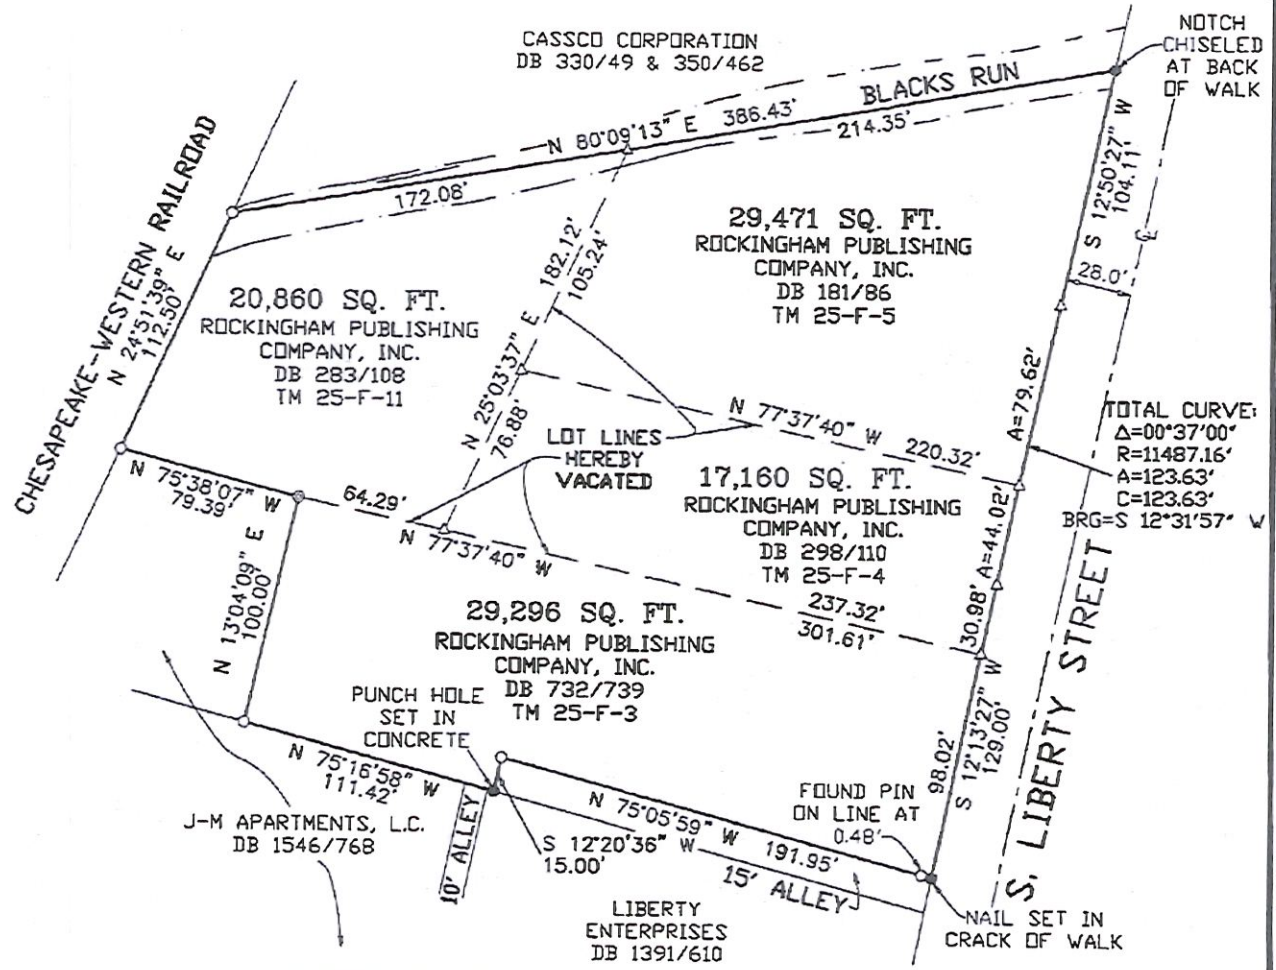 CASSCO CORPORATION
DB 330/49 & 350/462
NOTCH
CHISELED
AT BACK
OF WALK
BLACKS RUN
N 80°09'13" E 386.43'
214.35'
172.08'
S 12°50'27" W
104.11'
℄
28.0'
CHESAPEAKE-WESTERN RAILROAD
N 24°51'39" E
112.50'
29,471 SQ. FT.
ROCKINGHAM PUBLISHING
COMPANY, INC.
DB 181/86
TM 25-F-5
182.12'
105.24'
20,860 SQ. FT.
ROCKINGHAM PUBLISHING
COMPANY, INC.
DB 283/108
TM 25-F-11
N 25°03'37" E
76.88'
LOT LINES
HEREBY
VACATED
N 77°37'40" W 220.32'
A=79.62'
TOTAL CURVE:
Δ=00°37'00"
R=11487.16'
A=123.63'
C=123.63'
BRG=S 12°31'57" W
N 75°38'07" W
79.39'
64.29'
17,160 SQ. FT.
ROCKINGHAM PUBLISHING
COMPANY, INC.
DB 298/110
TM 25-F-4
A=44.02'
N 77°37'40" W
237.32'
301.61'
30.98'
N 13°04'09" E
100.00'
29,296 SQ. FT.
ROCKINGHAM PUBLISHING
COMPANY, INC.
DB 732/739
TM 25-F-3
S. LIBERTY STREET
PUNCH HOLE
SET IN
CONCRETE
98.02'
S 12°13'27" W
129.00'
N 75°16'58" W
111.42'
N 75°05'59" W 191.95'
FOUND PIN
ON LINE AT
0.48'
J-M APARTMENTS, L.C.
DB 1546/768
10' ALLEY
S 12°20'36" W
15.00'
15' ALLEY
LIBERTY
ENTERPRISES
DB 1391/610
NAIL SET IN
CRACK OF WALK